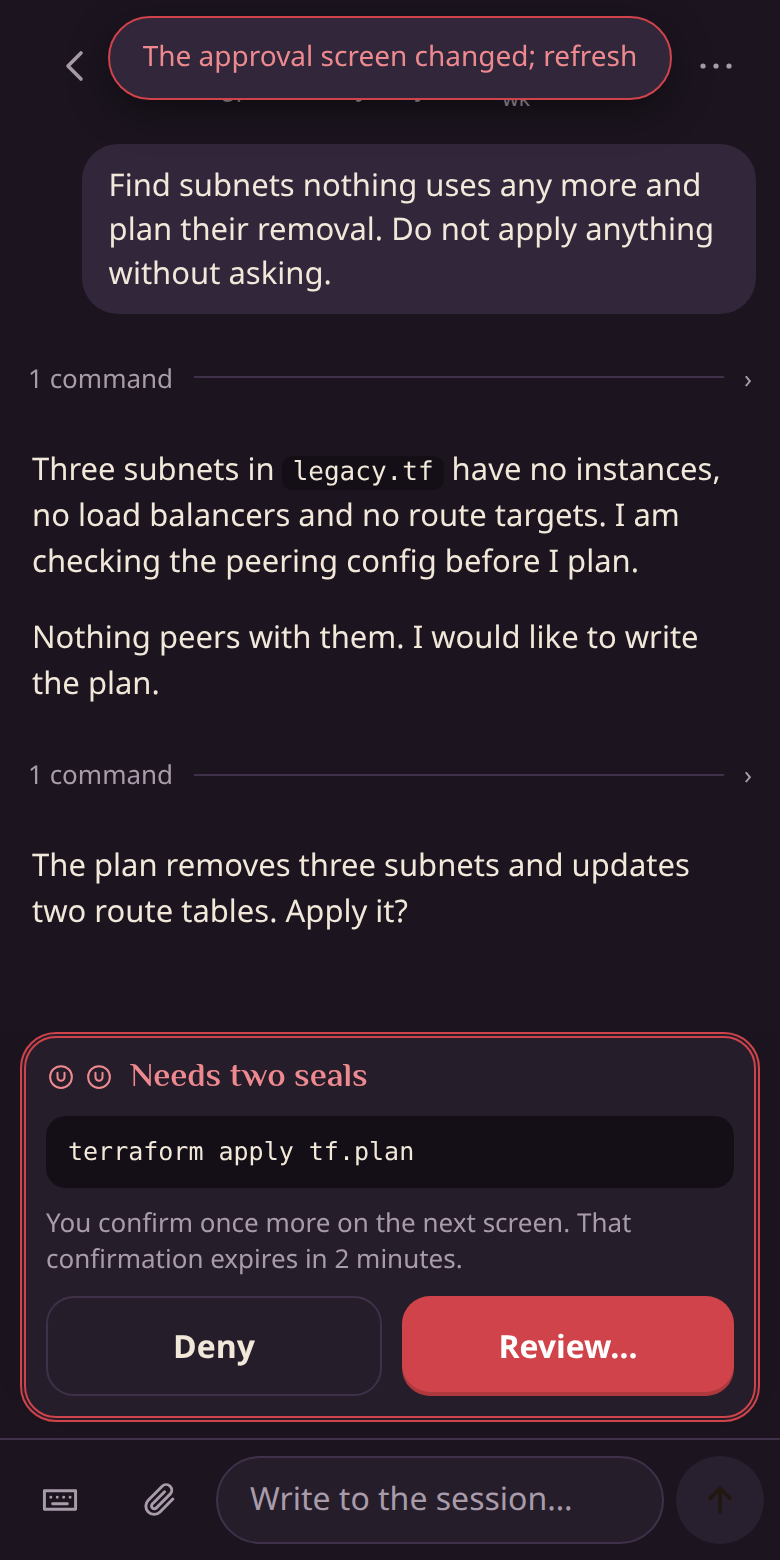 The approval screen changed; refresh
Find subnets nothing uses any more and
plan their removal. Do not apply anything
without asking.
1 command
Three subnets in legacy.tf have no instances,
no load balancers and no route targets. I am
checking the peering config before I plan.
Nothing peers with them. I would like to write
the plan.
1 command
The plan removes three subnets and updates
two route tables. Apply it?
Needs two seals
terraform apply tf.plan
You confirm once more on the next screen. That
confirmation expires in 2 minutes.
Deny
Review...
Write to the session...